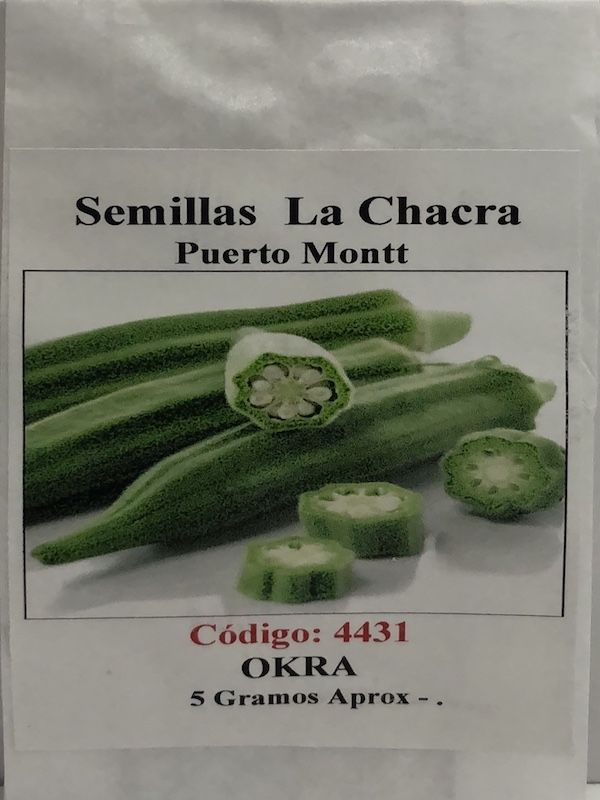 Semillas La Chacra
Puerto Montt
Código: 4431
OKRA
5 Gramos Aprox - .